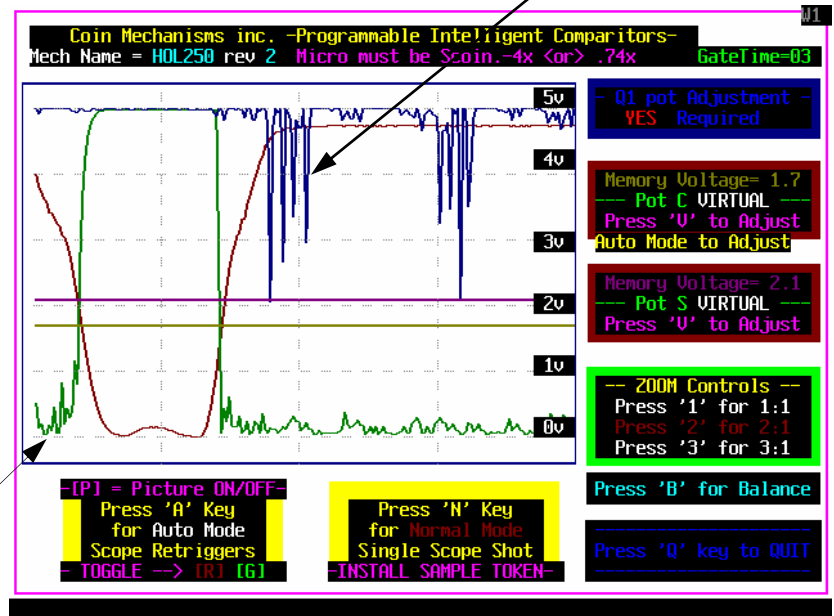 W1
Coin Mechanisms inc. -Programmable Intelligent Comparitors-
Mech Name = HOL250 rev 2 Micro must be Scoin.-4x <or> .74x GateTime=03
5v
4v
3v
2v
1v
0v
- Q1 pot Adjustment -
YES Required
Memory Voltage= 1.7
--- Pot C VIRTUAL ---
Press 'V' to Adjust
Auto Mode to Adjust
Memory Voltage= 2.1
--- Pot S VIRTUAL ---
Press 'V' to Adjust
-- ZOOM Controls --
Press '1' for 1:1
Press '2' for 2:1
Press '3' for 3:1
Press 'B' for Balance
Press 'Q' key to QUIT
-[P] = Picture ON/OFF-
Press 'A' Key
for Auto Mode
Scope Retriggers
- TOGGLE --> [R] [G]
Press 'N' Key
for Normal Mode
Single Scope Shot
-INSTALL SAMPLE TOKEN-